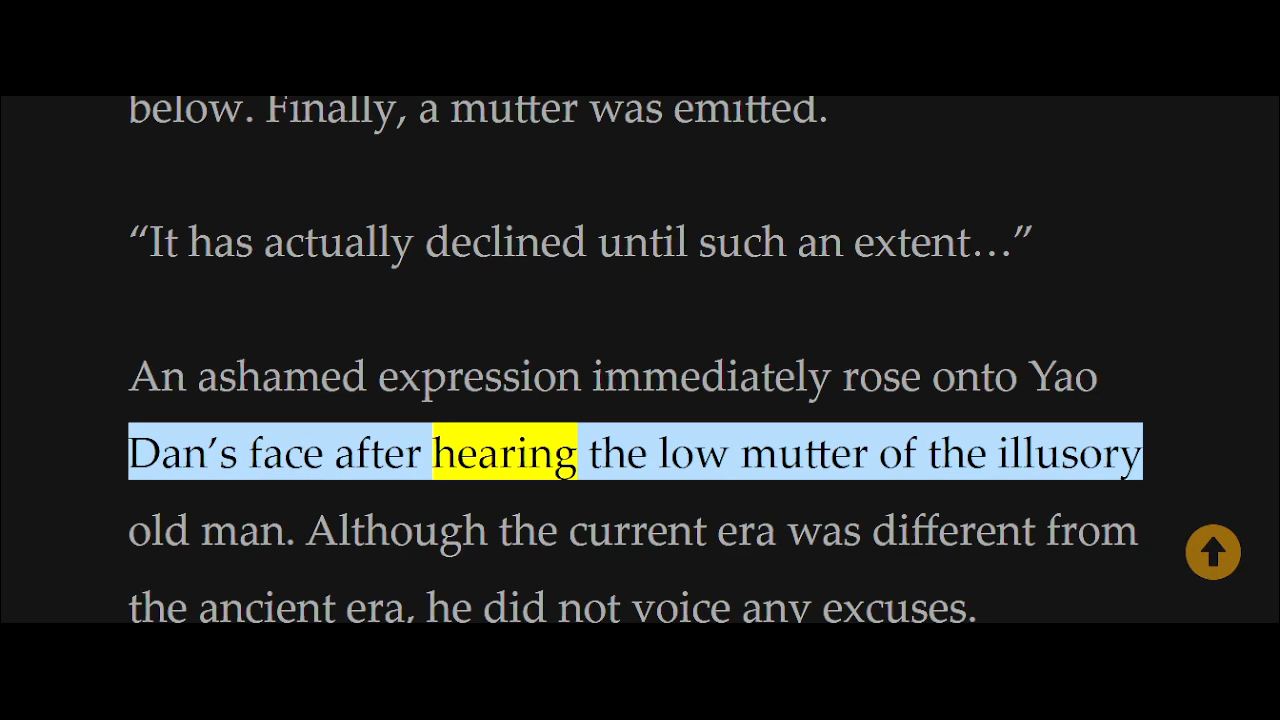 below. Finally, a mutter was emitted.
“It has actually declined until such an extent…”
An ashamed expression immediately rose onto Yao
Dan’s face after hearing the low mutter of the illusory
old man. Although the current era was different from
the ancient era, he did not voice any excuses.